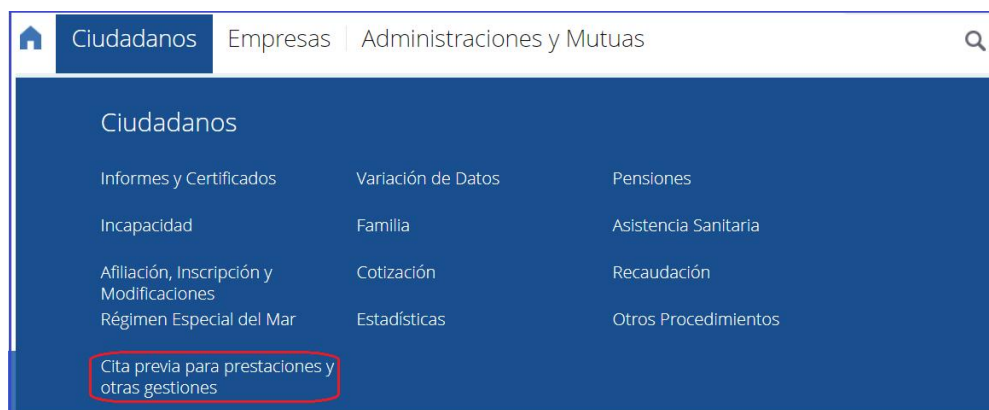 Ciudadanos Empresas Administraciones y Mutuas
Ciudadanos
Informes y Certificados Variación de Datos Pensiones
Incapacidad Familia Asistencia Sanitaria
Afiliación, Inscripción y Cotización Recaudación
Modificaciones
Régimen Especial del Mar Estadísticas Otros Procedimientos
Cita previa para prestaciones y
otras gestiones